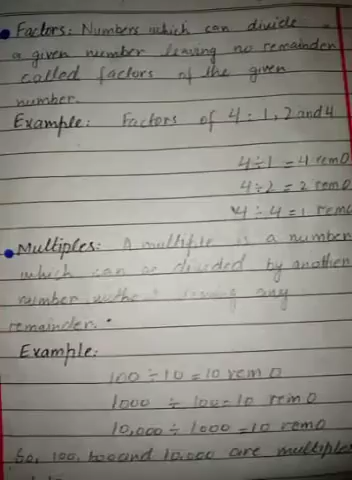 Factors: Numbers which can divide
a given number leaving no remainder
called factors of the given
number.
Example: Factors of 4: 1, 2 and 4
4÷1 = 4 rem 0
4÷2 = 2 rem 0
4÷4 = 1 rem
Multiples: A multiple is a number
which can be divided by another
number without leaving any
remainder.
Example:
100 ÷ 10 = 10 rem 0
1000 ÷ 100 = 10 rem 0
10,000 ÷ 1000 = 10 rem 0
So, 100, and 10,000 are multiples